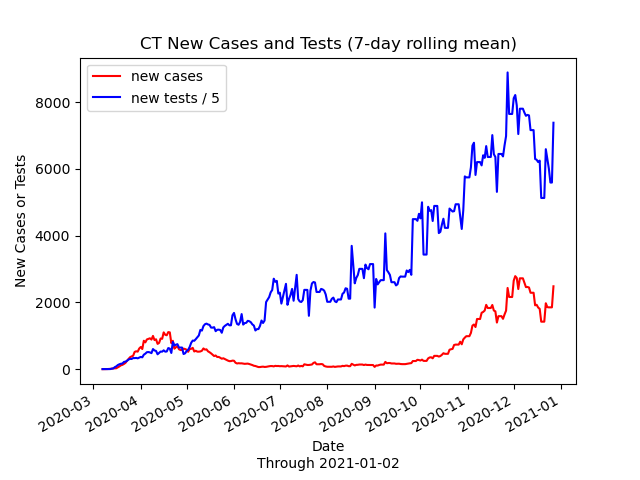 CT New Cases and Tests (7-day rolling mean)
new cases
new tests / 5
New Cases or Tests
8000
6000
4000
2000
0
2020-03
2020-04
2020-05
2020-06
2020-07
2020-08
2020-09
2020-10
2020-11
2020-12
2021-01
Date
Through 2021-01-02